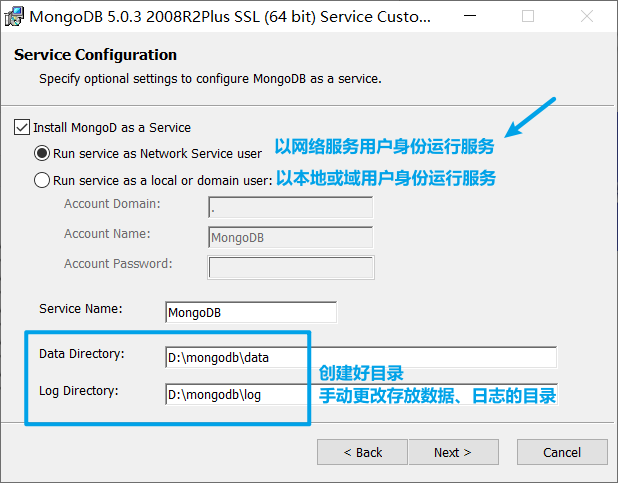 MongoDB 5.0.3 2008R2Plus SSL (64 bit) Service Custo...
Service Configuration
Specify optional settings to configure MongoDB as a service.
Install MongoD as a Service
Run service as Network Service user 以网络服务用户身份运行服务
Run service as a local or domain user: 以本地或域用户身份运行服务
Account Domain: .
Account Name: MongoDB
Account Password:
Service Name: MongoDB
Data Directory: D:\mongodb\data
创建好目录
Log Directory: D:\mongodb\log 手动更改存放数据、日志的目录
< Back Next > Cancel